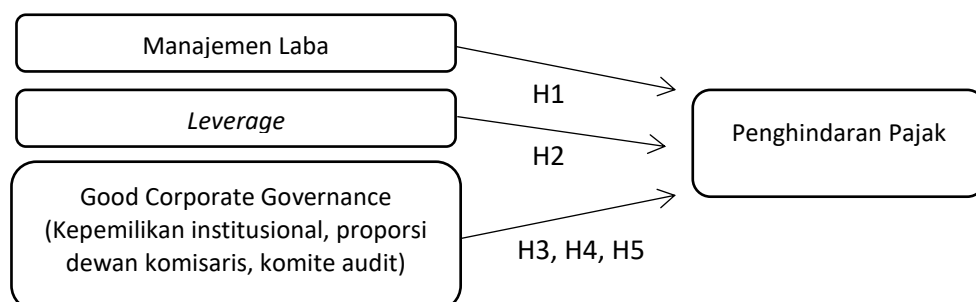 Manajemen Laba
H1
Leverage
H2
Penghindaran Pajak
Good Corporate Governance
(Kepemilikan institusional, proporsi
dewan komisaris, komite audit)
H3, H4, H5